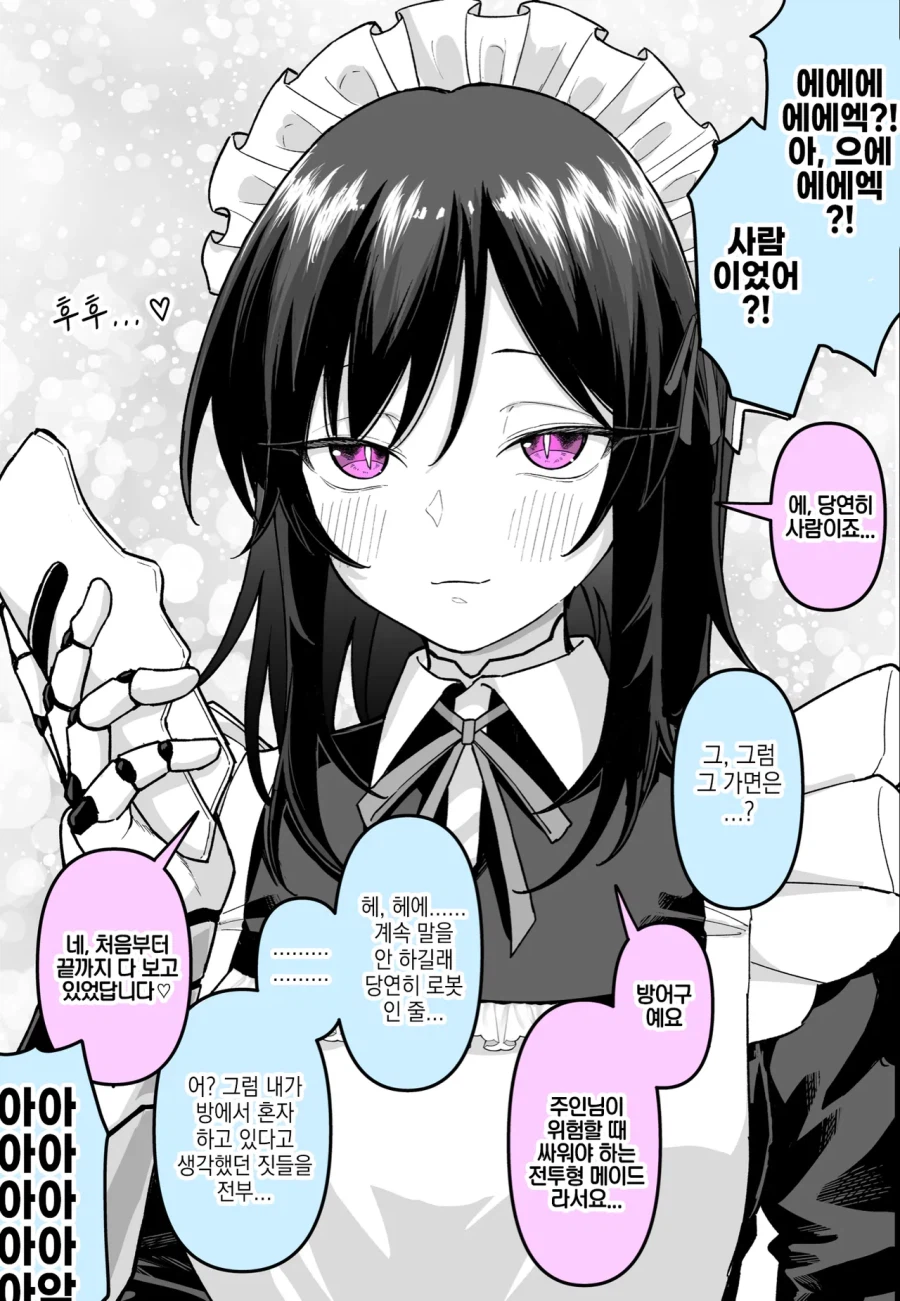 에에에
에에엑?!
아, 으에
에에엑
?!
사람
이었어
?!
후후...♡
에, 당연히
사람이죠...
그, 그럼
그 가면은
...?
방어구
예요
주인님이
위험할 때
싸워야 하는
전투형 메이드
라서요...
헤, 헤에......
계속 말을
안 하길래
당연히 로봇
인 줄...
.........
.........
어? 그럼 내가
방에서 혼자
하고 있다고
생각했던 짓들을
전부...
네, 처음부터
끝까지 다 보고
있었답니다♡
아아
아아
아아
아아
아악